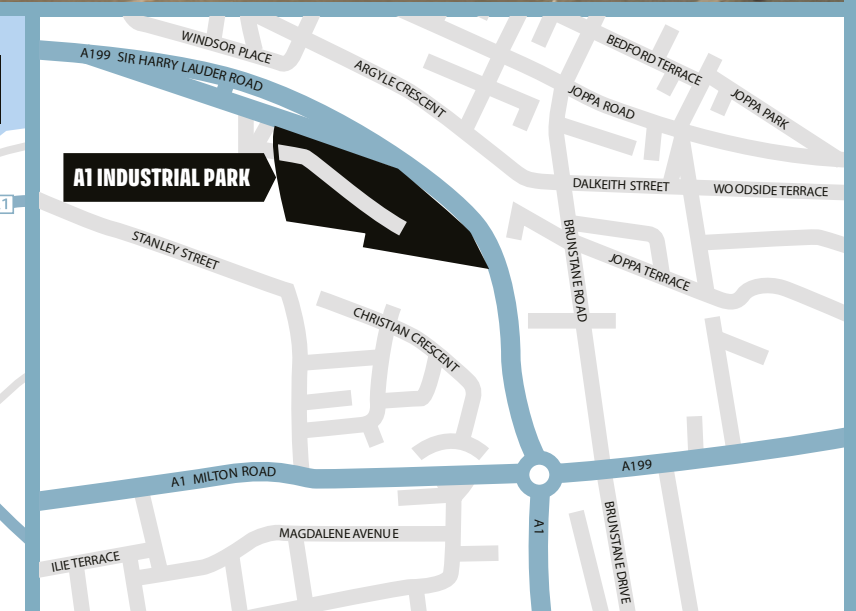 WINDSOR PLACE
A199 SIR HARRY LAUDER ROAD
ARGYLE CRESCENT
BEDFORD TERRACE
JOPPA PARK
JOPPA ROAD
A1 INDUSTRIAL PARK
DALKEITH STREET
WOODSIDE TERRACE
1
STANLEY STREET
BRUNSTANE ROAD
JOPPA TERRACE
CHRISTIAN CRESCENT
A1 MILTON ROAD
A199
MAGDALENE AVENUE
A1
BRUNSTANE DRIVE
ILIE TERRACE